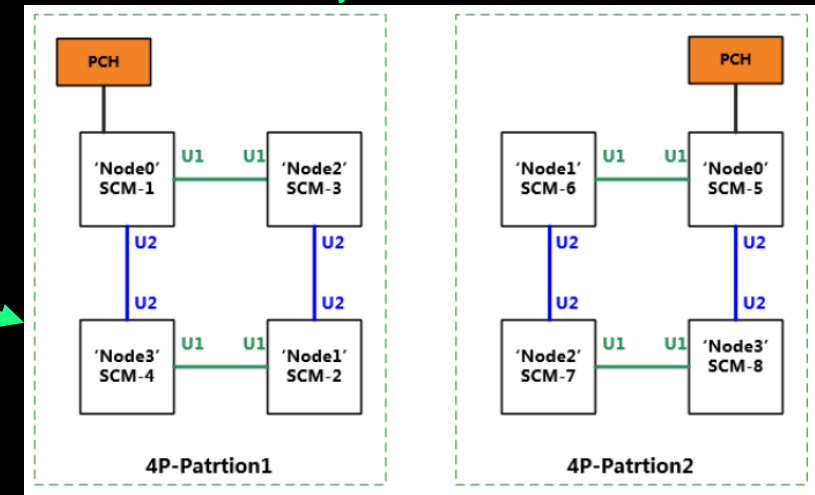 PCH
'Node0'
SCM-1
U1
U1
'Node2'
SCM-3
U2
U2
U2
U2
'Node3'
SCM-4
U1
U1
'Node1'
SCM-2
4P-Patrtion1
PCH
'Node1'
SCM-6
U1
U1
'Node0'
SCM-5
U2
U2
U2
U2
'Node2'
SCM-7
U1
U1
'Node3'
SCM-8
4P-Patrtion2